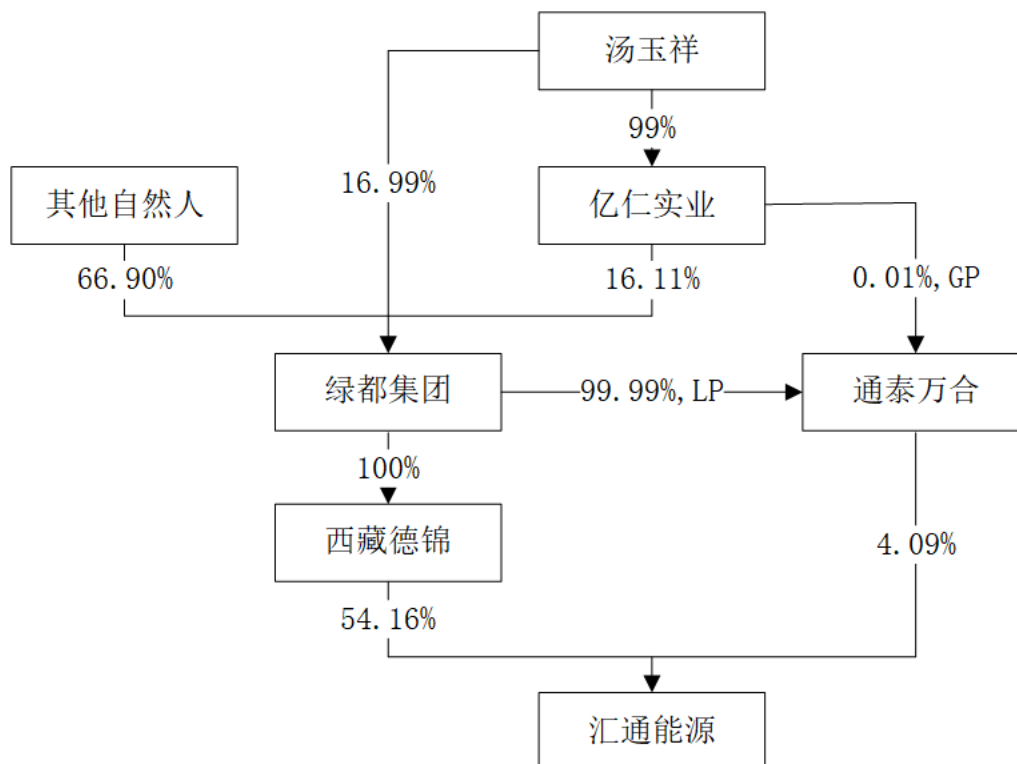 汤玉祥
99%
16.99%
其他自然人
亿仁实业
66.90%
16.11%
0.01%,GP
绿都集团
99.99%,LP
通泰万合
100%
西藏德锦
4.09%
54.16%
汇通能源